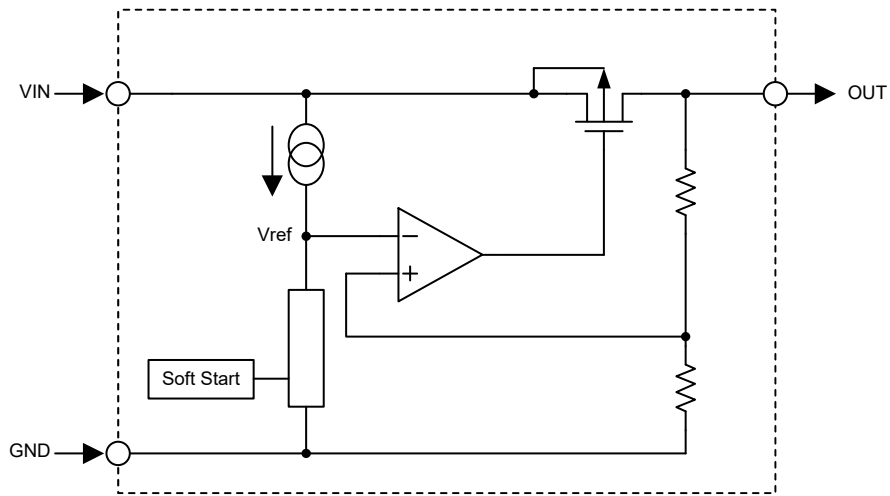 VIN
OUT
Vref
−
+
Soft Start
GND